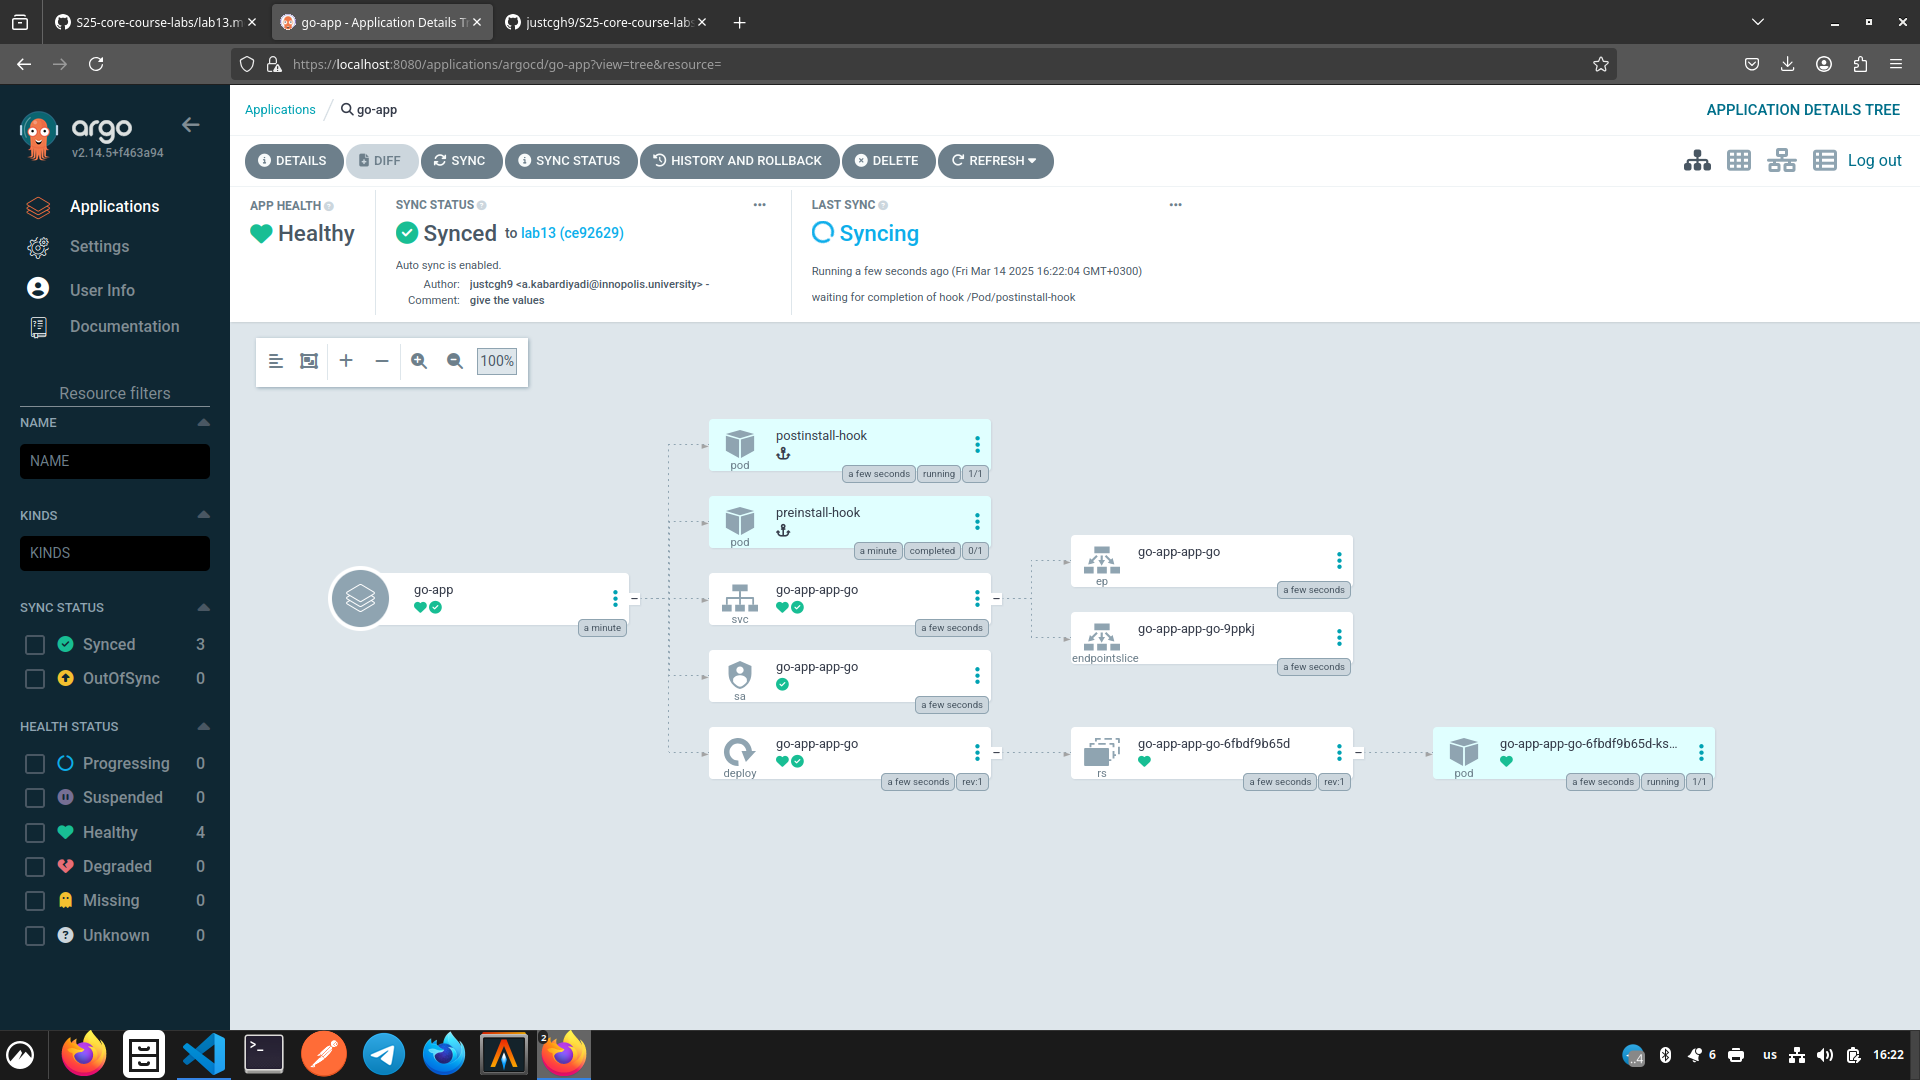 S25-core-course-labs/lab13.m
go-app - Application Details T
justcgh9/S25-core-course-labs
https://localhost:8080/applications/argocd/go-app?view=tree&resource=
argo
v2.14.5+f463a94
Applications
Settings
User Info
Documentation
Resource filters
NAME
NAME
KINDS
KINDS
SYNC STATUS
Synced 3
OutOfSync 0
HEALTH STATUS
Progressing 0
Suspended 0
Healthy 4
Degraded 0
Missing 0
Unknown 0
Applications / go-app
APPLICATION DETAILS TREE
DETAILS DIFF SYNC SYNC STATUS HISTORY AND ROLLBACK DELETE REFRESH
Log out
APP HEALTH
Healthy
SYNC STATUS
Synced to lab13 (ce92629)
Auto sync is enabled.
Author: justcgh9 <a.kabardiyadi@innopolis.university> -
Comment: give the values
LAST SYNC
Syncing
Running a few seconds ago (Fri Mar 14 2025 16:22:04 GMT+0300)
waiting for completion of hook /Pod/postinstall-hook
100%
go-app
a minute
postinstall-hook
pod
a few seconds running 1/1
preinstall-hook
pod
a minute completed 0/1
go-app-app-go
svc
a few seconds
go-app-app-go
sa
a few seconds
go-app-app-go
deploy
a few seconds rev:1
go-app-app-go
ep
a few seconds
go-app-app-go-9ppkj
endpointslice
a few seconds
go-app-app-go-6fbdf9b65d
rs
a few seconds rev:1
go-app-app-go-6fbdf9b65d-ks...
pod
a few seconds running 1/1
2
..4
6
us
16:22